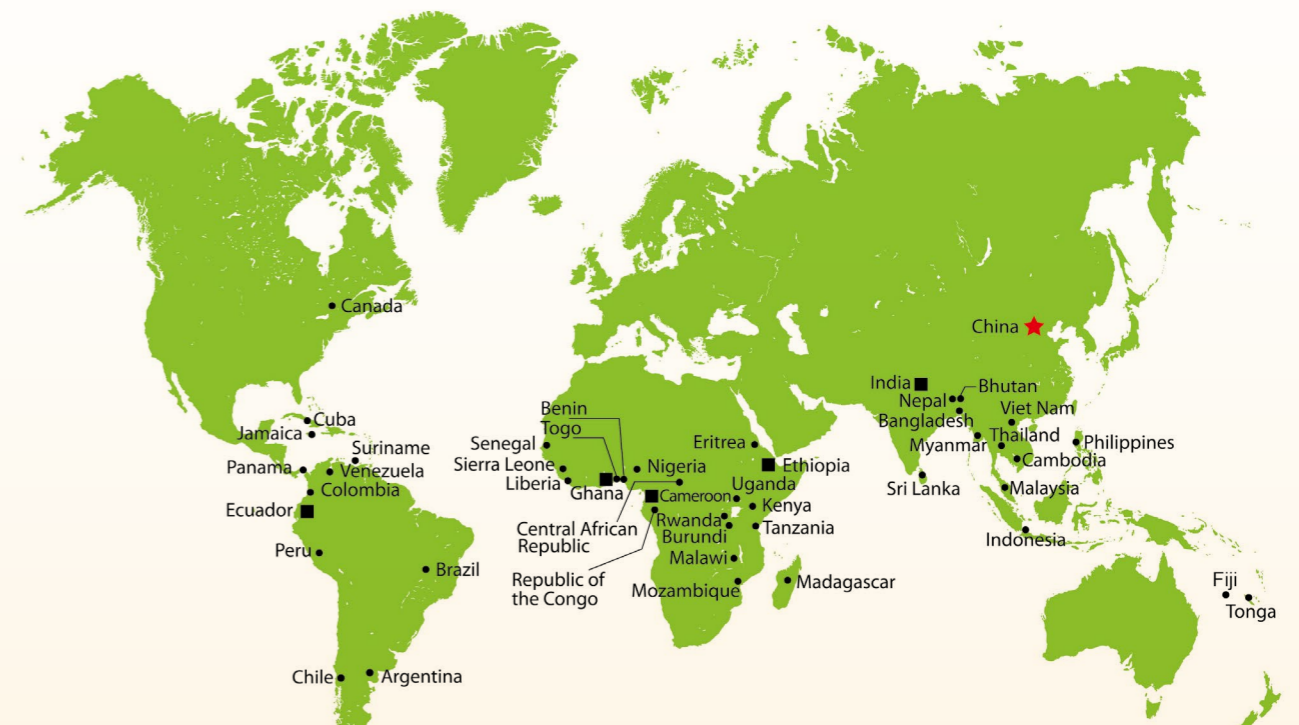 Canada
China
India
Bhutan
Nepal
Bangladesh
Viet Nam
Myanmar
Thailand
Philippines
Cambodia
Sri Lanka
Malaysia
Indonesia
Cuba
Jamaica
Suriname
Panama
Venezuela
Colombia
Ecuador
Peru
Brazil
Chile
Argentina
Benin
Togo
Senegal
Sierra Leone
Liberia
Ghana
Nigeria
Eritrea
Ethiopia
Uganda
Cameroon
Kenya
Rwanda
Burundi
Tanzania
Central African
Republic
Republic of
the Congo
Malawi
Mozambique
Madagascar
Fiji
Tonga